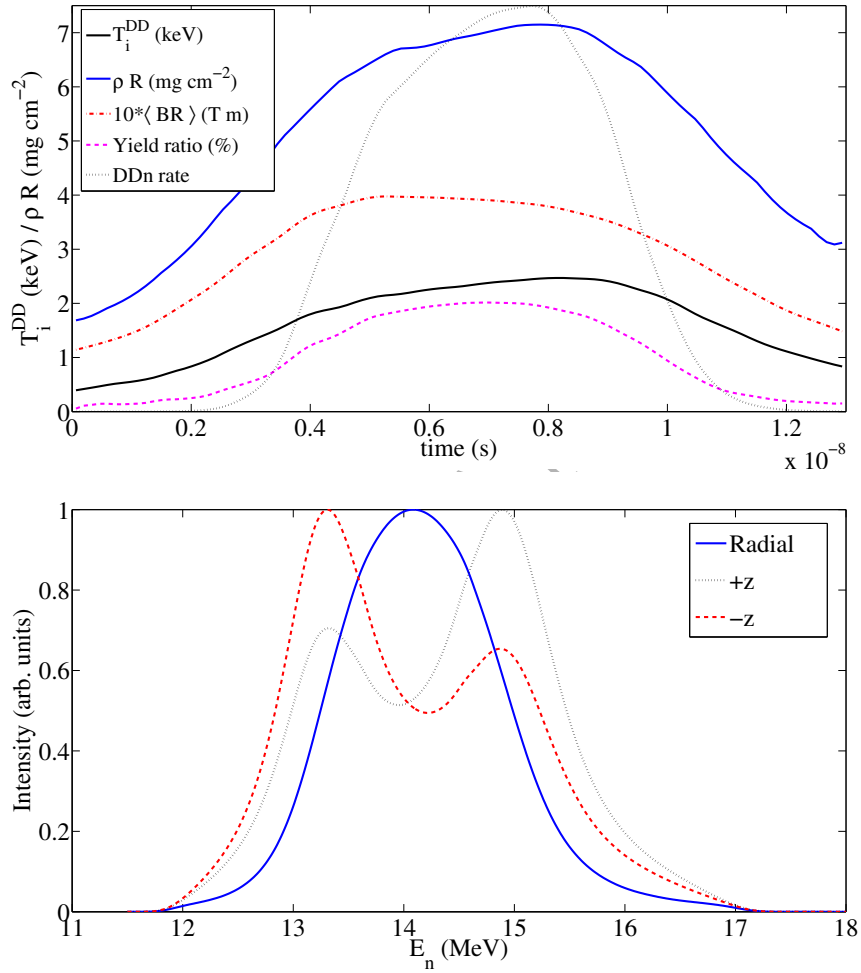 7
6
5
4
3
2
1
0
T_i^DD (keV) / ρ R (mg cm⁻²)
T_i^DD (keV)
ρ R (mg cm⁻²)
10*⟨ BR ⟩ (T m)
Yield ratio (%)
DDn rate
0 0.2 0.4 0.6 0.8 1 1.2
time (s)
x 10⁻⁸
1
0.8
0.6
0.4
0.2
0
Intensity (arb. units)
Radial
+z
−z
11 12 13 14 15 16 17 18
E_n (MeV)